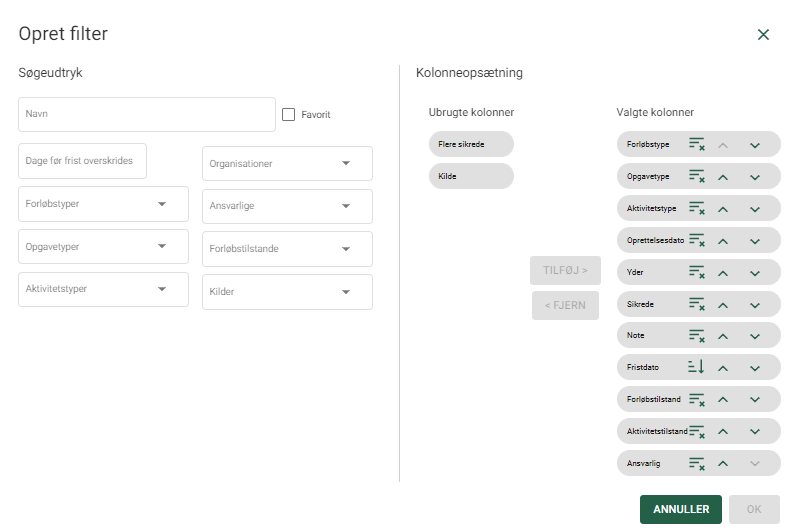 Opret filter
Søgeudtryk
Navn
Favorit
Dage før frist overskrides
Organisationer
Forløbstyper
Ansvarlige
Opgavetyper
Forløbstilstande
Aktivitetstyper
Kilder
Kolonneopsætning
Ubrugte kolonner
Flere sikrede
Kilde
TILFØJ >
< FJERN
Valgte kolonner
Forløbstype
Opgavetype
Aktivitetstype
Oprettelsesdato
Yder
Sikrede
Note
Fristdato
Forløbstilstand
Aktivitetstilstand
Ansvarlig
ANNULLER
OK